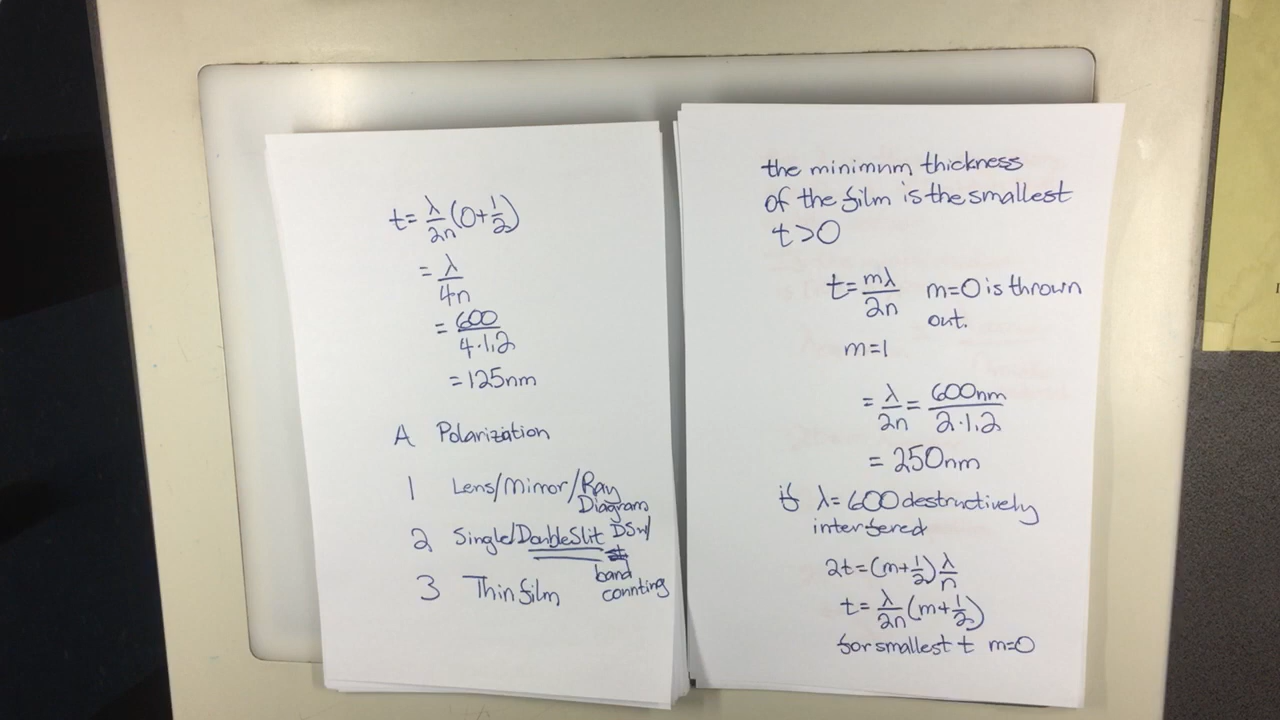 t=λ/2n(0+1/2)
=λ/4n
=600/4·1.2
=125nm
A Polarization
1 Lens/Mirror/Ray
Diagram
2 Single/DoubleSlit DSw/
band
counting
3 Thin film
the minimum thickness
of the film is the smallest
t>0
t=mλ/2n m=0 is thrown
out.
m=1
=λ/2n=600nm/2·1.2
=250nm
if λ=600 destructively
interfered
2t=(m+1/2)λ/n
t=λ/2n(m+1/2)
for smallest t m=0